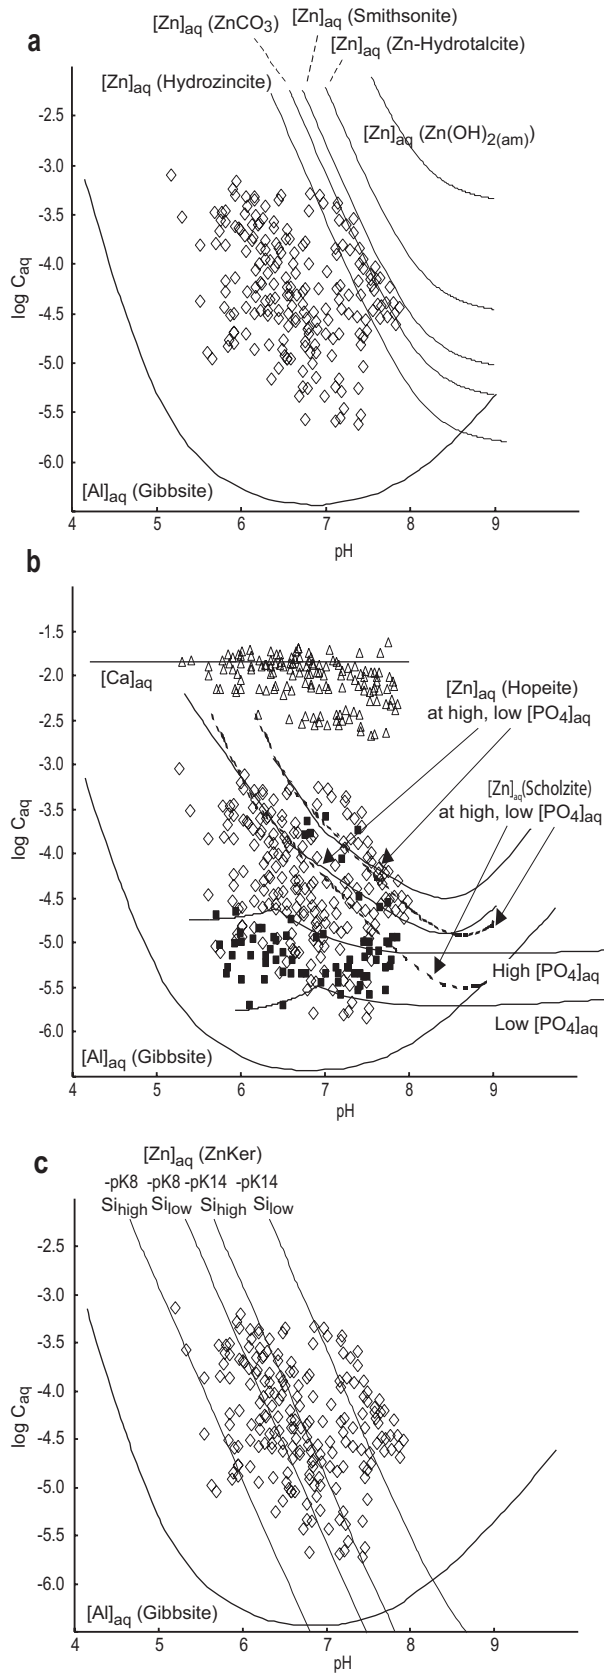 a
[Zn]aq (ZnCO3)
[Zn]aq (Smithsonite)
[Zn]aq (Zn-Hydrotalcite)
[Zn]aq (Hydrozincite)
[Zn]aq (Zn(OH)2(am))
-2.5
-3.0
-3.5
-4.0
-4.5
-5.0
-5.5
-6.0
log Caq
[Al]aq (Gibbsite)
4 5 6 7 8 9
pH
b
-1.5
-2.0
-2.5
-3.0
-3.5
-4.0
-4.5
-5.0
-5.5
-6.0
log Caq
[Ca]aq
[Zn]aq (Hopeite)
at high, low [PO4]aq
[Zn]aq(Scholzite)
at high, low [PO4]aq
High [PO4]aq
Low [PO4]aq
[Al]aq (Gibbsite)
4 5 6 7 8 9
pH
c
[Zn]aq (ZnKer)
-pK8 -pK8 -pK14 -pK14
Sihigh Silow Sihigh Silow
-2.5
-3.0
-3.5
-4.0
-4.5
-5.0
-5.5
-6.0
log Caq
[Al]aq (Gibbsite)
4 5 6 7 8 9
pH